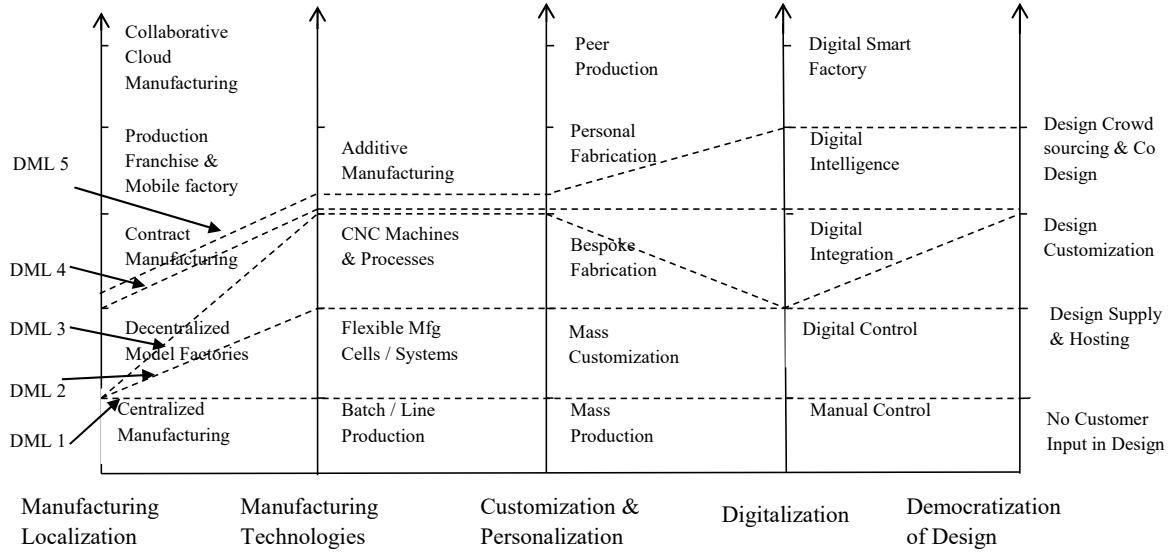 Collaborative
Cloud
Manufacturing
Peer
Production
Digital Smart
Factory
DML 5
Production
Franchise &
Mobile factory
Additive
Manufacturing
Personal
Fabrication
Digital
Intelligence
Design Crowd
sourcing & Co
Design
DML 4
Contract
Manufacturing
CNC Machines
& Processes
Bespoke
Fabrication
Digital
Integration
Design
Customization
DML 3
DML 2
Decentralized
Model Factories
Flexible Mfg
Cells / Systems
Mass
Customization
Digital Control
Design Supply
& Hosting
DML 1
Centralized
Manufacturing
Batch / Line
Production
Mass
Production
Manual Control
No Customer
Input in Design
Manufacturing
Localization
Manufacturing
Technologies
Customization &
Personalization
Digitalization
Democratization
of Design